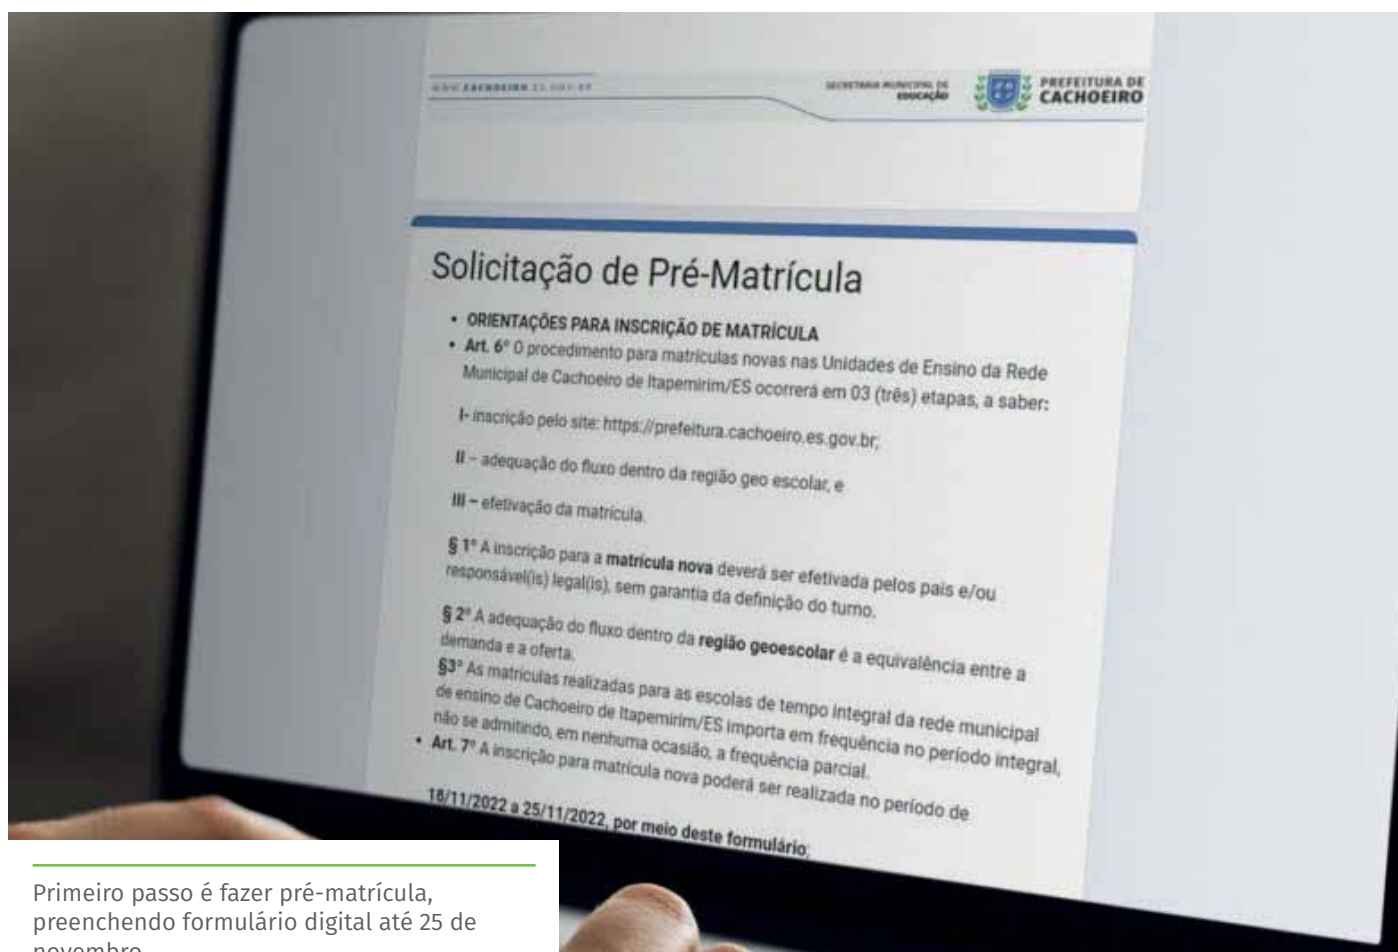 WWW.CACHOEIRO.ES.GOV.BR
SECRETARIA MUNICIPAL DE
EDUCAÇÃO
PREFEITURA DE
CACHOEIRO
Solicitação de Pré-Matrícula
• ORIENTAÇÕES PARA INSCRIÇÃO DE MATRÍCULA
• Art. 6º O procedimento para matrículas novas nas Unidades de Ensino da Rede
Municipal de Cachoeiro de Itapemirim/ES ocorrerá em 03 (três) etapas, a saber:
I- inscrição pelo site: https://prefeitura.cachoeiro.es.gov.br;
II – adequação do fluxo dentro da região geo escolar, e
III – efetivação da matrícula.
§ 1º A inscrição para a matrícula nova deverá ser efetivada pelos pais e/ou
responsável(is) legal(is), sem garantia da definição do turno.
§ 2º A adequação do fluxo dentro da região geoescolar é a equivalência entre a
demanda e a oferta.
§3º As matrículas realizadas para as escolas de tempo integral da rede municipal
de ensino de Cachoeiro de Itapemirim/ES importa em frequência no período integral,
não se admitindo, em nenhuma ocasião, a frequência parcial.
• Art. 7º A inscrição para matrícula nova poderá ser realizada no período de
18/11/2022 a 25/11/2022, por meio deste formulário;
Primeiro passo é fazer pré-matrícula,
preenchendo formulário digital até 25 de
novembro